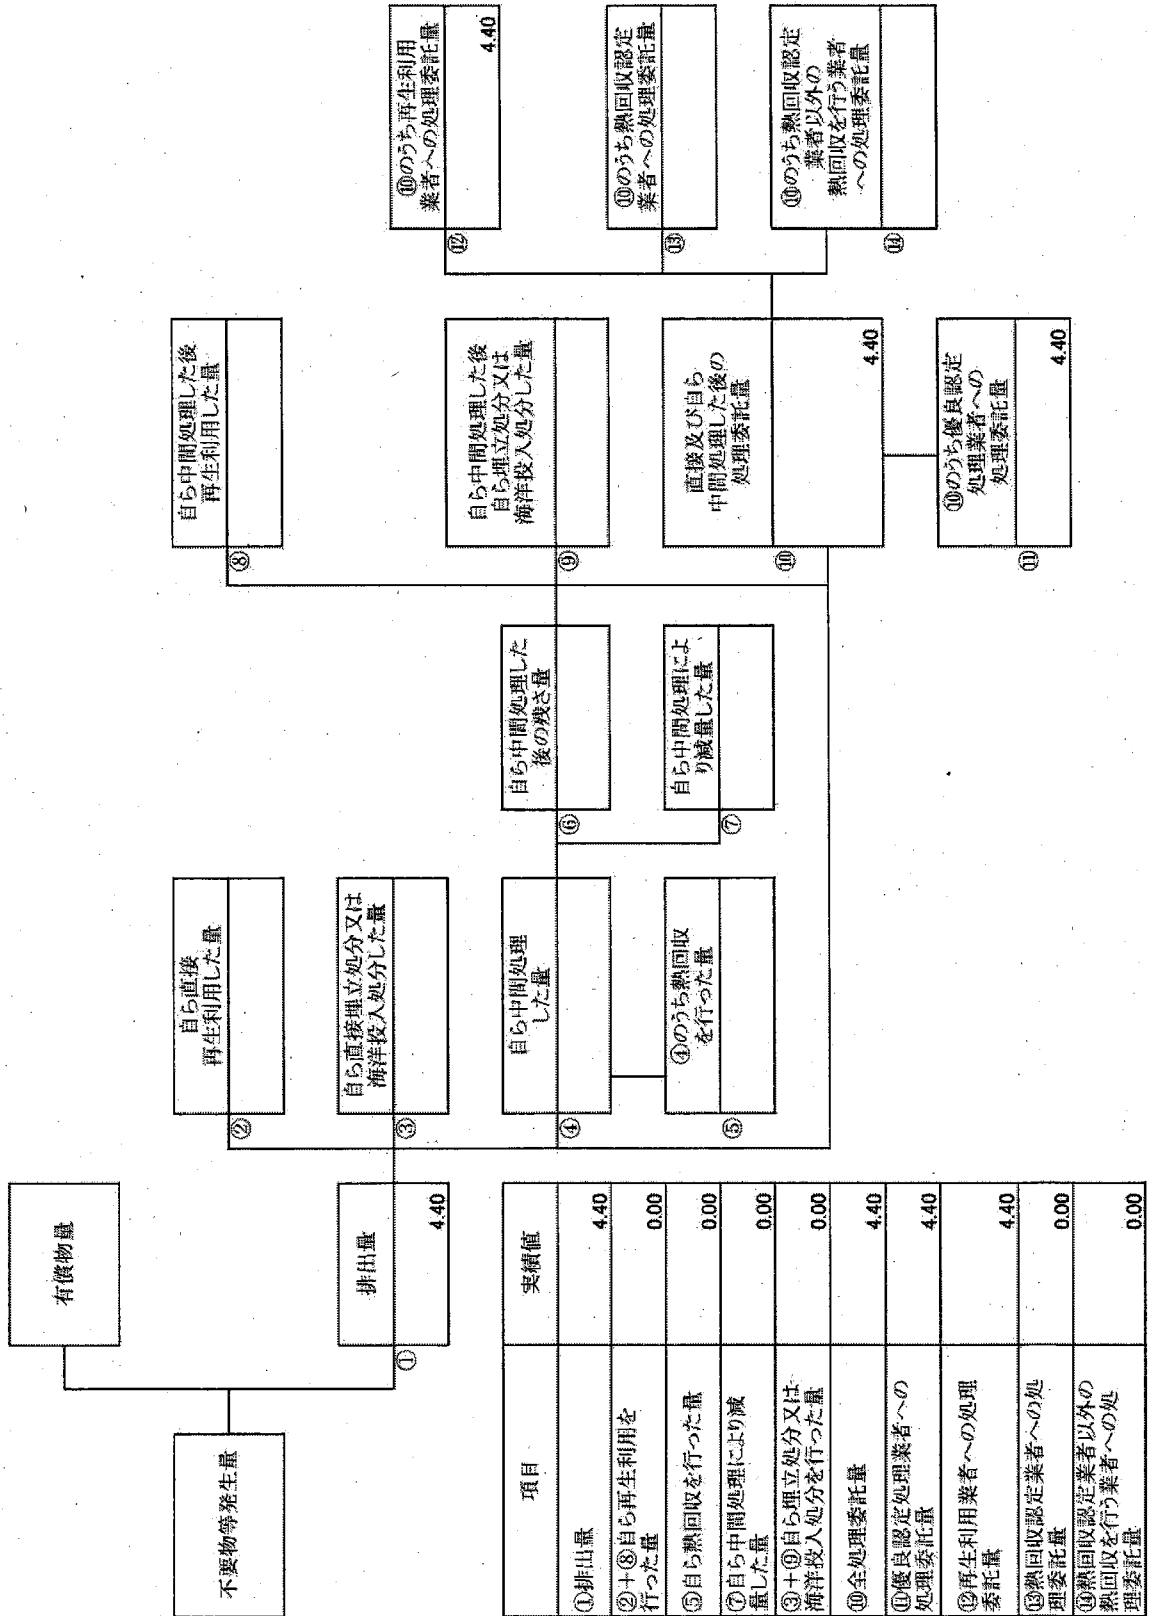 不要物等発生量
有償物量
排出量
①
4.40
②
自ら直接
再生利用した量
③
自ら直接埋立処分又は
海洋投入処分した量
④
自ら中間処理
した量
⑤
④のうち熱回収
を行った量
⑥
自ら中間処理した
後の残さ量
⑦
自ら中間処理によ
り減量した量
⑧
自ら中間処理した後
再生利用した量
⑨
自ら中間処理した後
自ら埋立処分又は
海洋投入処分した量
⑩
直接及び自ら
中間処理した後の
処理委託量
4.40
⑪
⑩のうち優良認定
処理業者への
処理委託量
4.40
⑫
⑩のうち再生利用
業者への処理委託量
4.40
⑬
⑩のうち熱回収認定
業者への処理委託量
⑭
⑩のうち熱回収認定
業者以外の
熱回収を行う業者
への処理委託量
項目 実績値
①排出量 4.40
②+⑧自ら再生利用を
行った量 0.00
⑤自ら熱回収を行った量 0.00
⑦自ら中間処理により減
量した量 0.00
③+⑨自ら埋立処分又は
海洋投入処分を行った量 0.00
⑩全処理委託量 4.40
⑪優良認定処理業者への
処理委託量 4.40
⑫再生利用業者への処理
委託量 4.40
⑬熱回収認定業者への処
理委託量 0.00
⑭熱回収認定業者以外の
熱回収を行う業者への処
理委託量 0.00